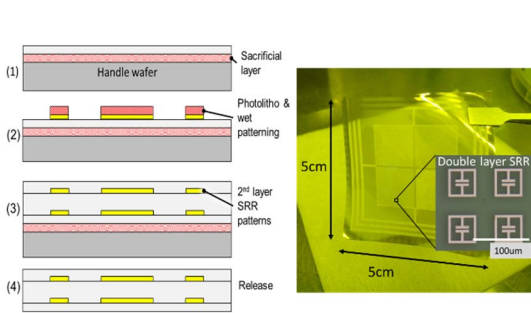 (1)
Handle wafer
Sacrificial
layer
(2)
Photolitho &
wet
patterning
(3)
2nd layer
SRR
patterns
(4)
Release
5cm
5cm
Double layer SRR
100um